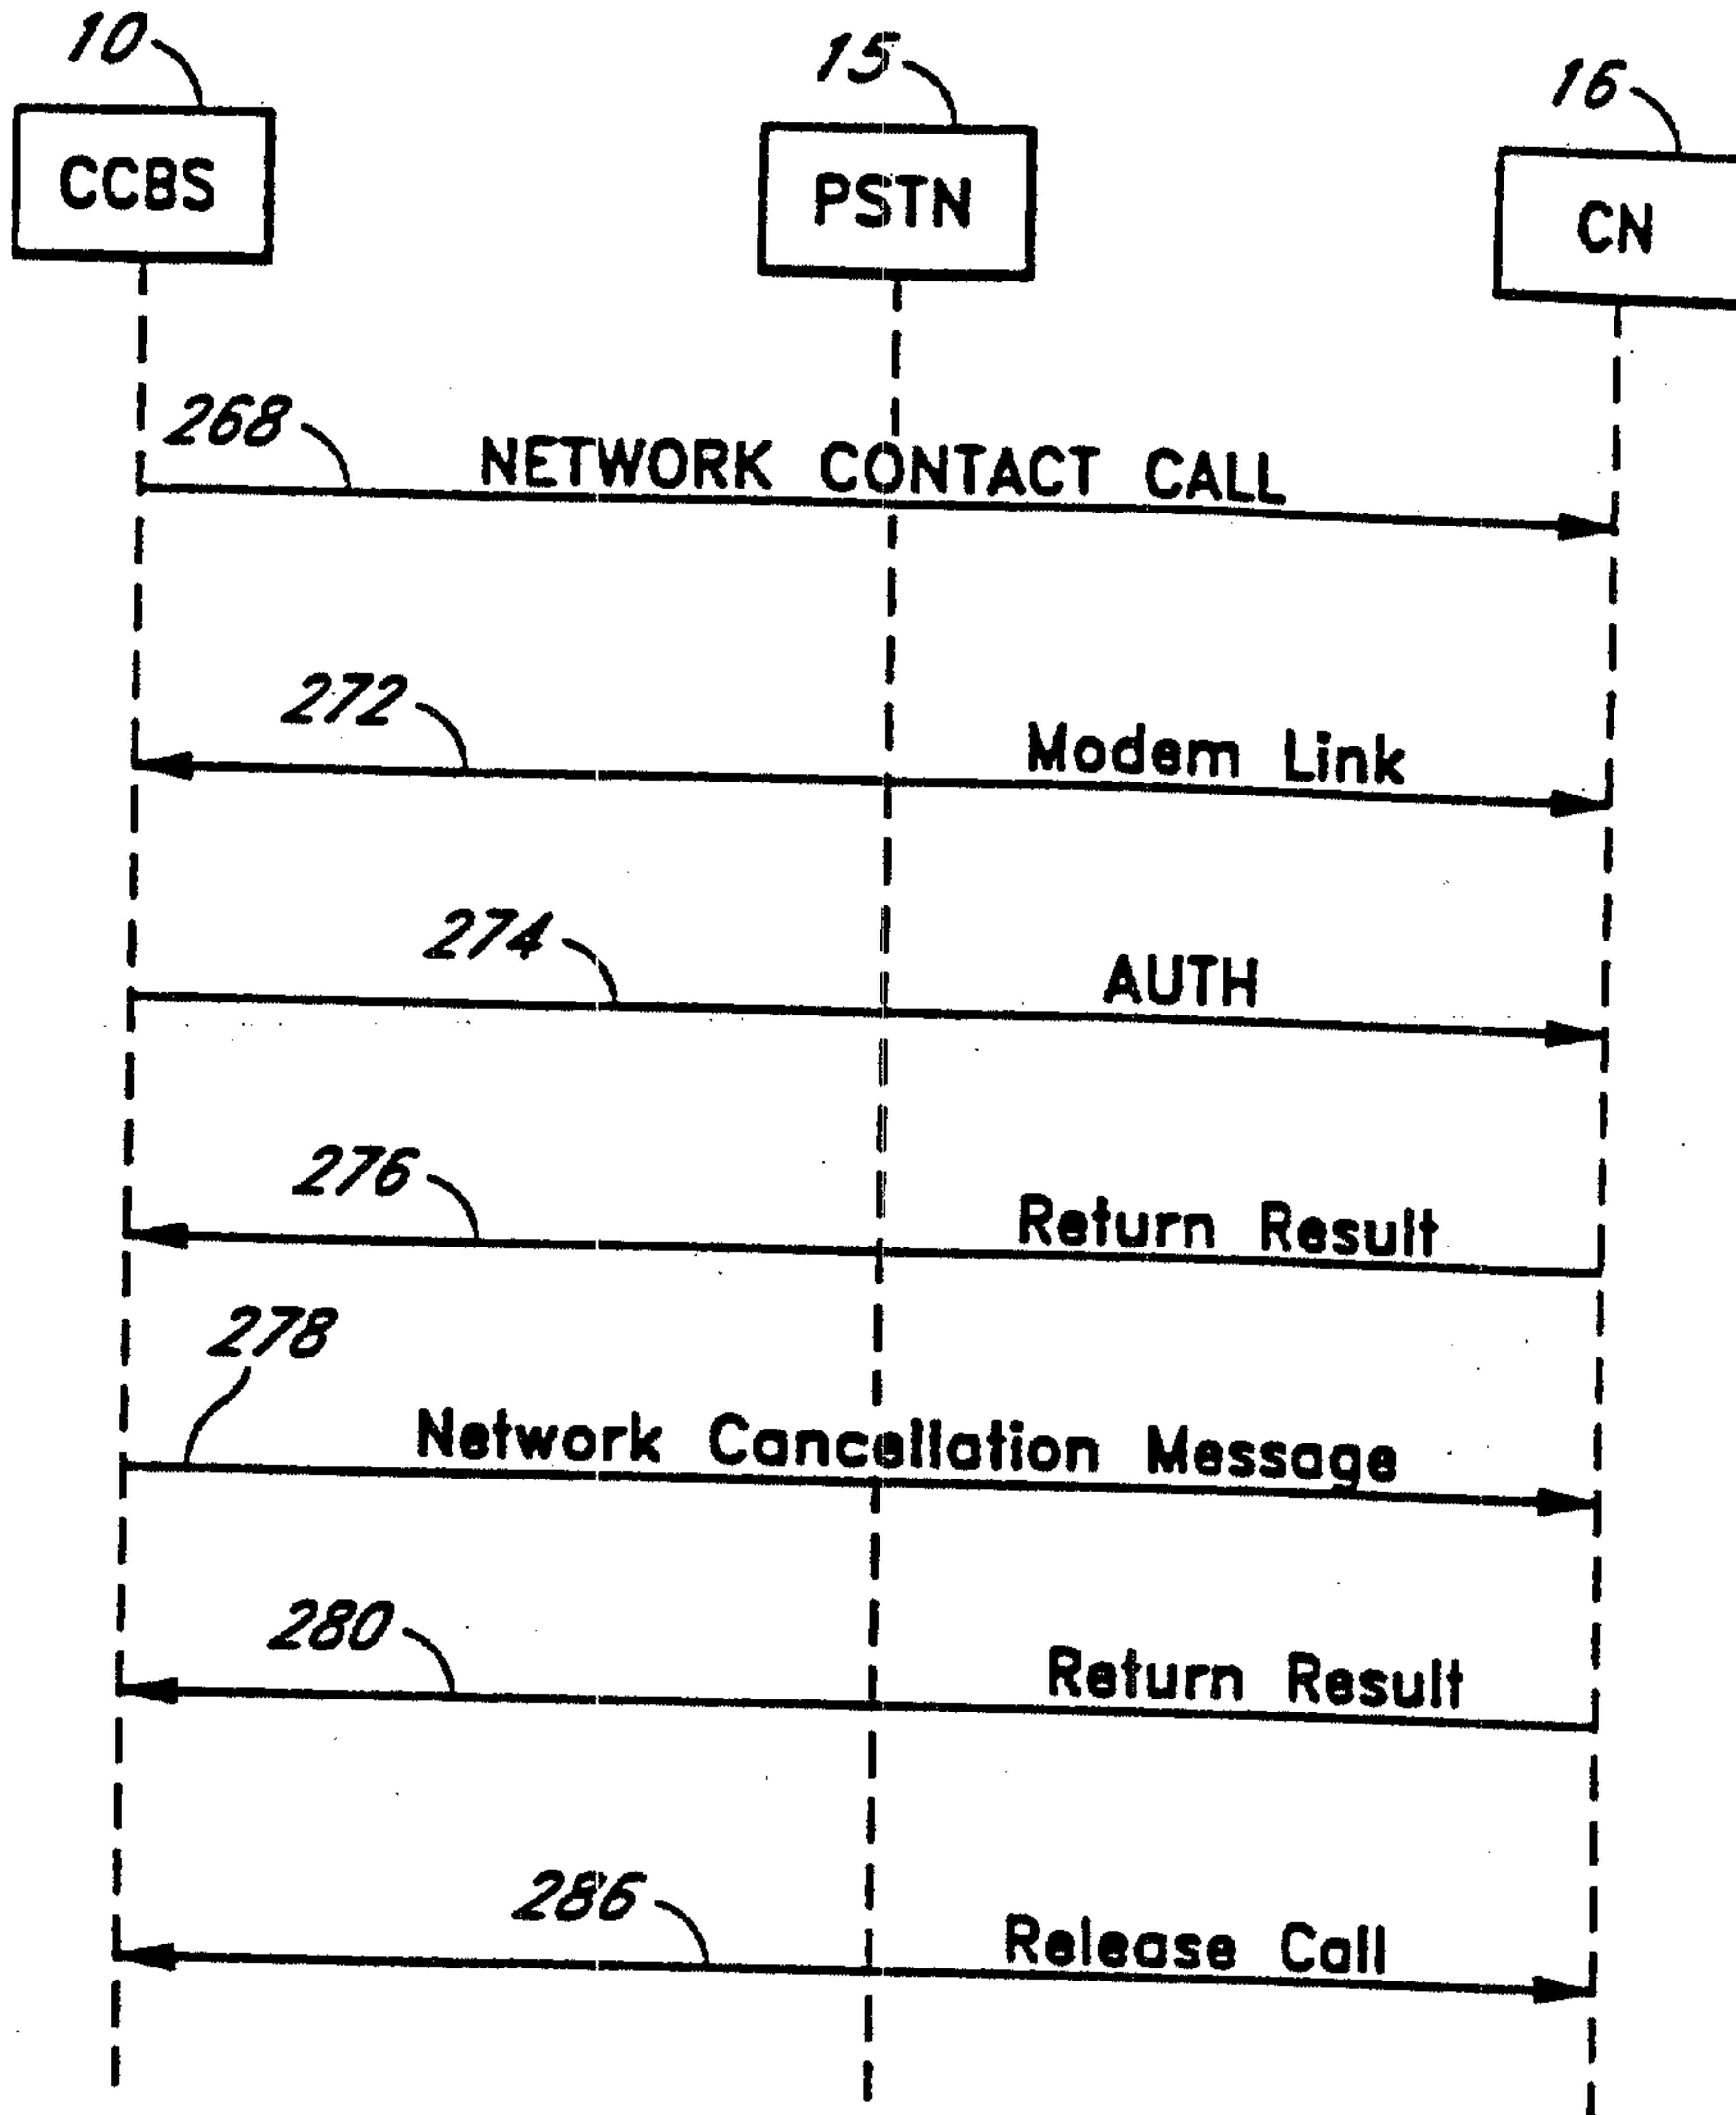 10
15
16
CCBS
PSTN
CN
268
NETWORK CONTACT CALL
272
Modem Link
274
AUTH
276
Return Result
278
Network Cancellation Message
280
Return Result
286
Release Call